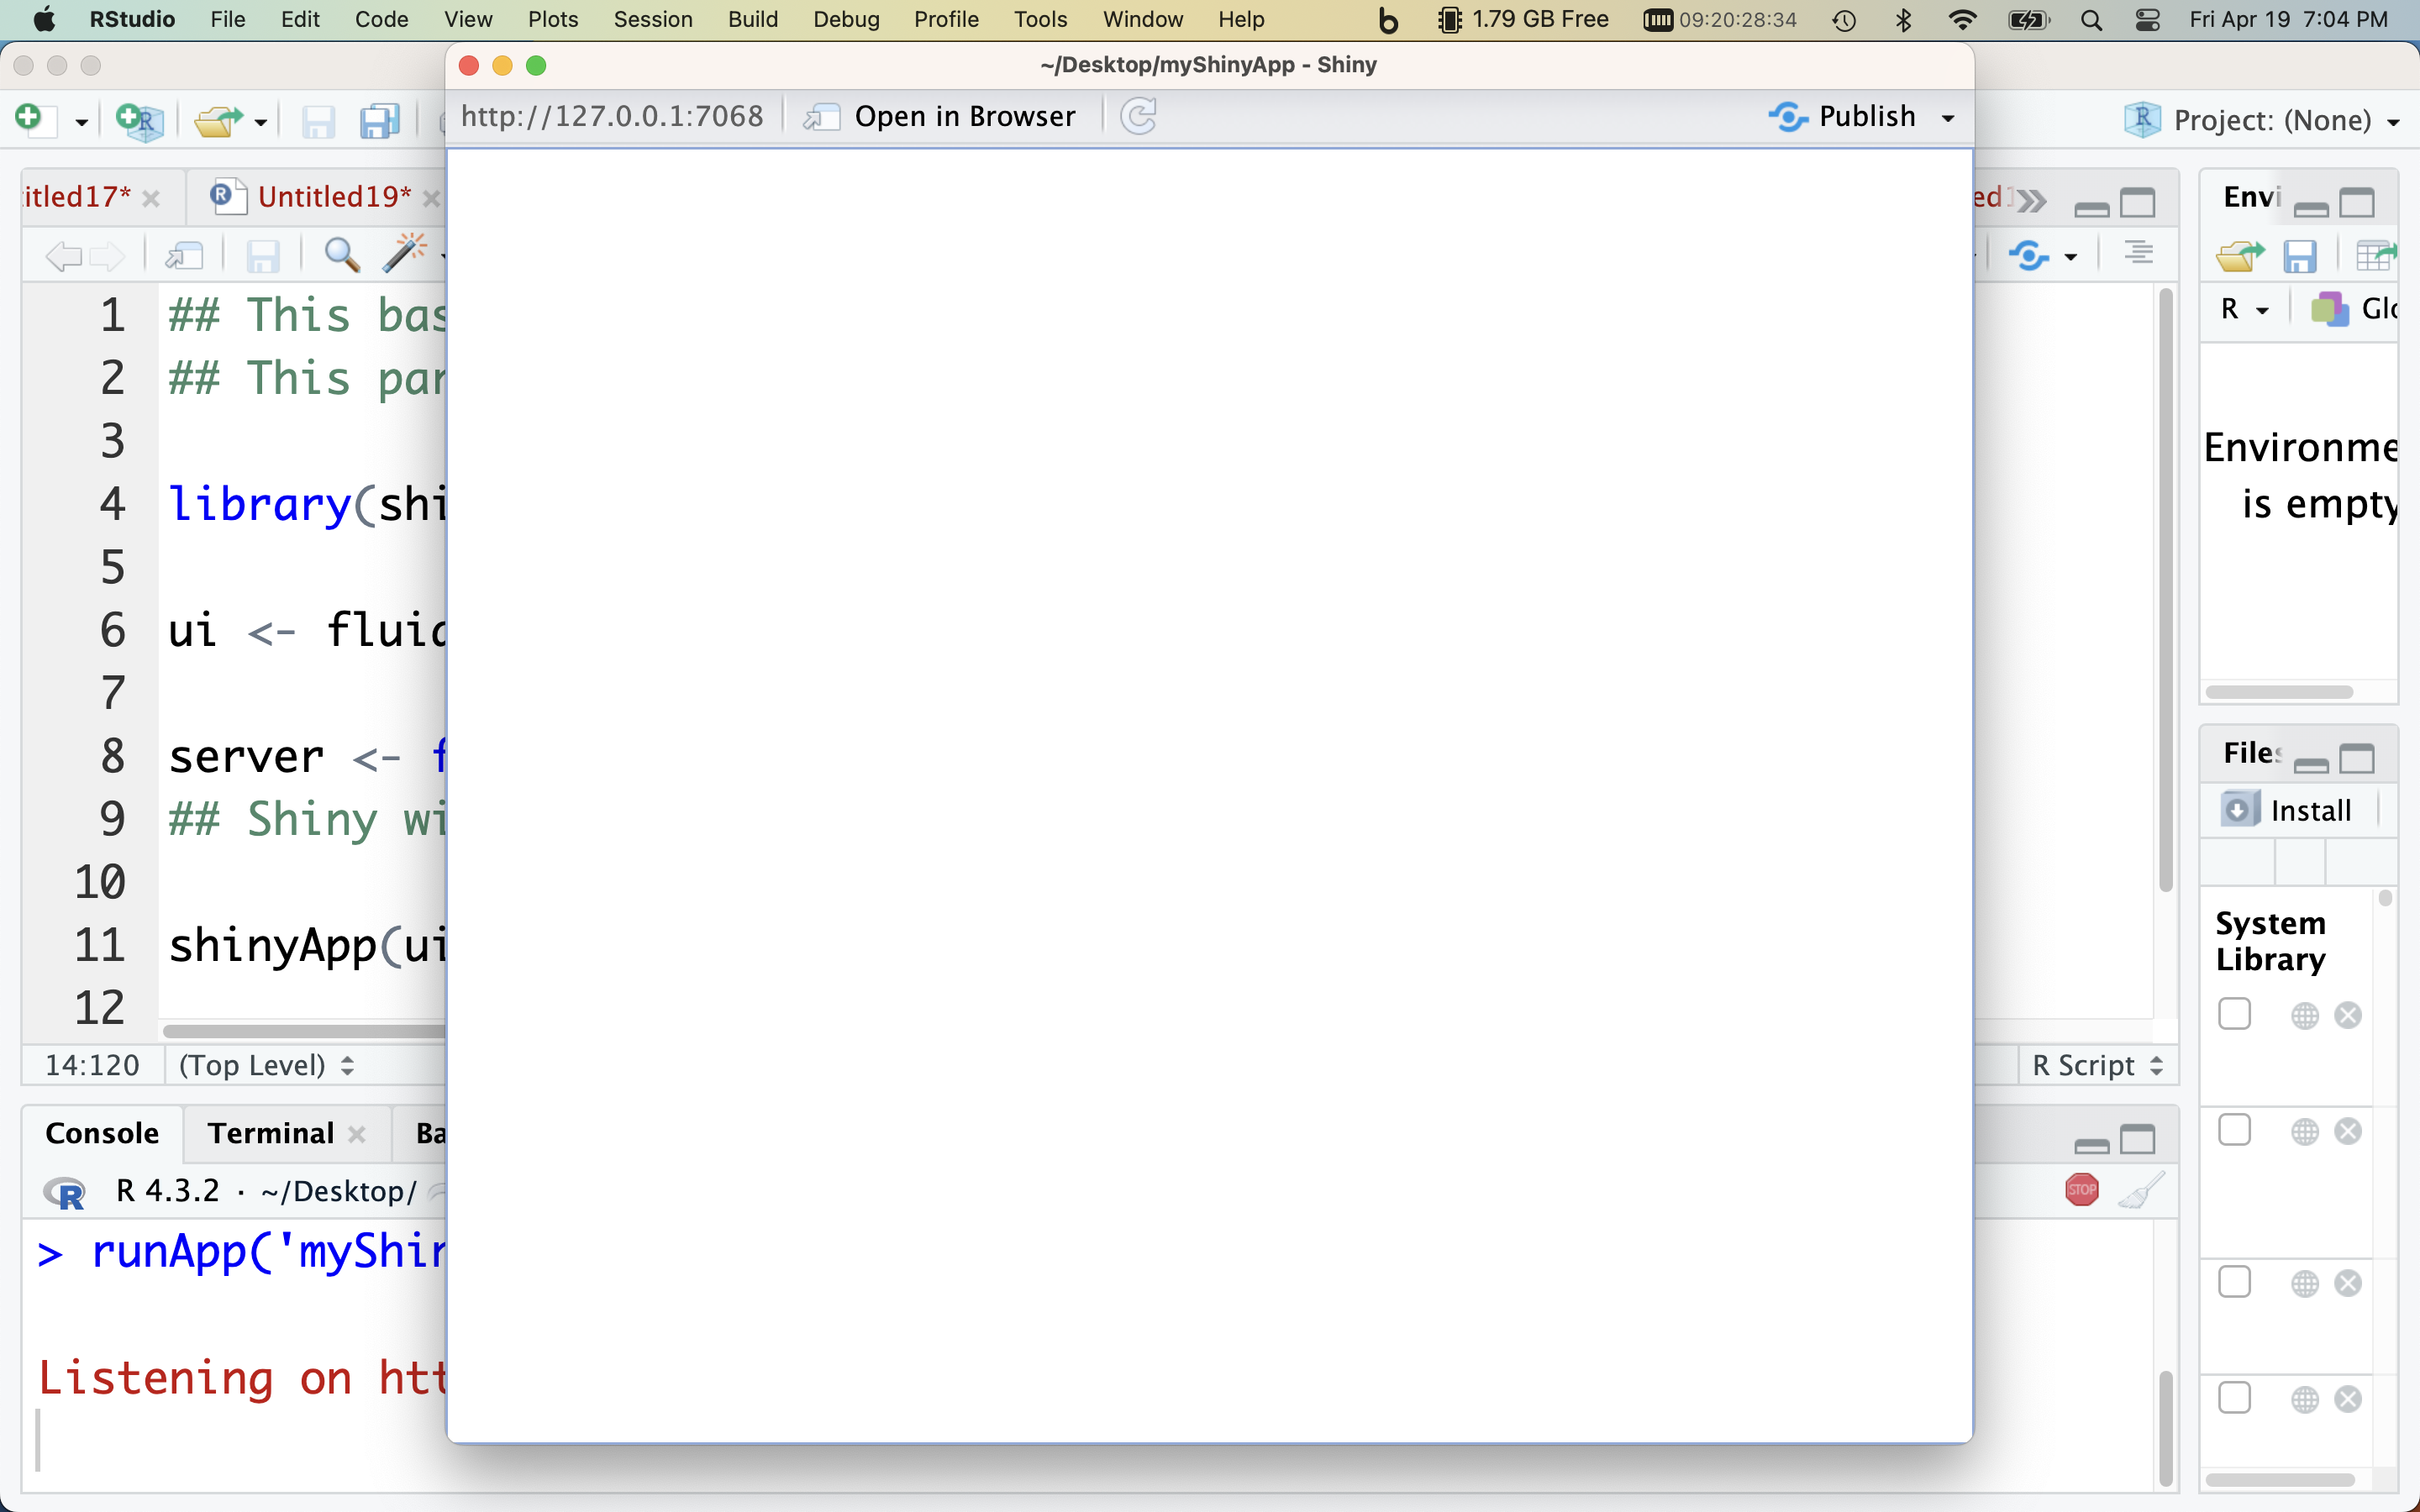 RStudio File Edit Code View Plots Session Build Debug Profile Tools Window Help 1.79 GB Free 09:20:28:34 Fri Apr 19 7:04 PM
~/Desktop/myShinyApp - Shiny
http://127.0.0.1:7068 Open in Browser Publish
Project: (None)
itled17* Untitled19* ed1
Envi
R Glo
Environme
is empty
1 ## This bas
2 ## This par
3
4 library(shi
5
6 ui <- fluid
7
8 server <- f
9 ## Shiny wi
10
11 shinyApp(ui
12
14:120 (Top Level) R Script
Files
Install
System
Library
Console Terminal Ba
R 4.3.2 · ~/Desktop/
STOP
> runApp('myShin
Listening on htt